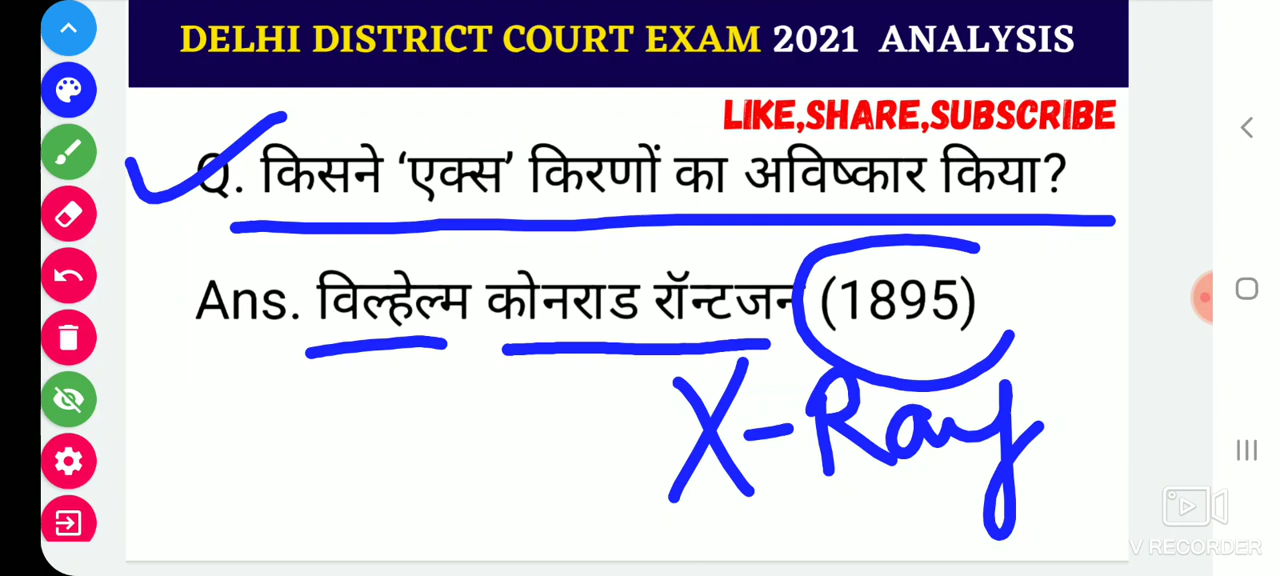 DELHI DISTRICT COURT EXAM 2021 ANALYSIS
LIKE,SHARE,SUBSCRIBE
Q. किसने ‘एक्स’ किरणों का अविष्कार किया?
Ans. विल्हेल्म कोनराड रॉन्टजन (1895)
X-Ray
V RECORDER